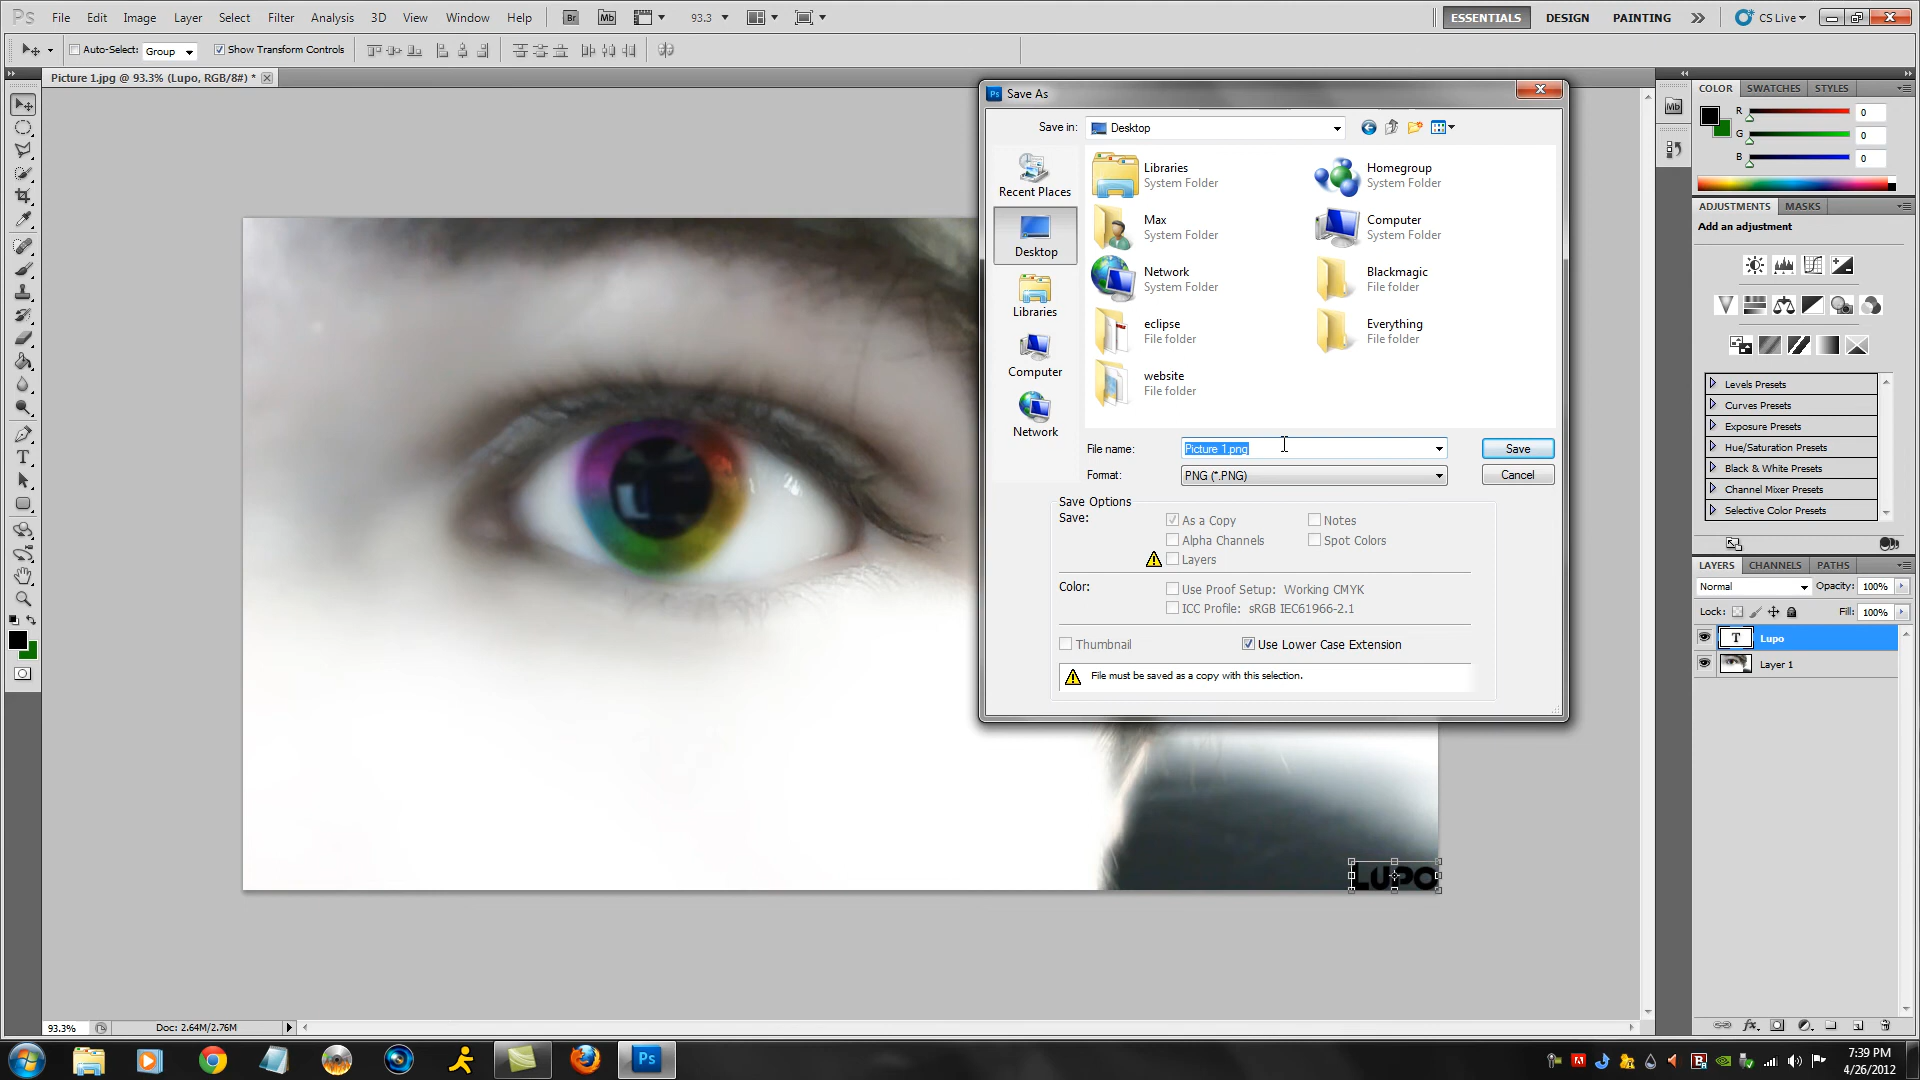 Ps File Edit Image Layer Select Filter Analysis 3D View Window Help Br Mb 93.3 ESSENTIALS DESIGN PAINTING CS Live
Auto-Select: Group Show Transform Controls
Picture 1.jpg @ 93.3% (Lupo, RGB/8#) *
Save As
Save in: Desktop
Recent Places
Desktop
Libraries
Computer
Network
Libraries
System Folder
Homegroup
System Folder
Max
System Folder
Computer
System Folder
Network
System Folder
Blackmagic
File folder
eclipse
File folder
Everything
File folder
website
File folder
File name: Picture 1.png Save
Format: PNG (*.PNG) Cancel
Save Options
Save: As a Copy Notes
Alpha Channels Spot Colors
Layers
Color: Use Proof Setup: Working CMYK
ICC Profile: sRGB IEC61966-2.1
Thumbnail Use Lower Case Extension
File must be saved as a copy with this selection.
LUPO
Mb
COLOR SWATCHES STYLES
R 0
G 0
B 0
ADJUSTMENTS MASKS
Add an adjustment
Levels Presets
Curves Presets
Exposure Presets
Hue/Saturation Presets
Black & White Presets
Channel Mixer Presets
Selective Color Presets
LAYERS CHANNELS PATHS
Normal Opacity: 100%
Lock: Fill: 100%
T Lupo
Layer 1
93.3% Doc: 2.64M/2.76M
Ps
7:39 PM
4/26/2012